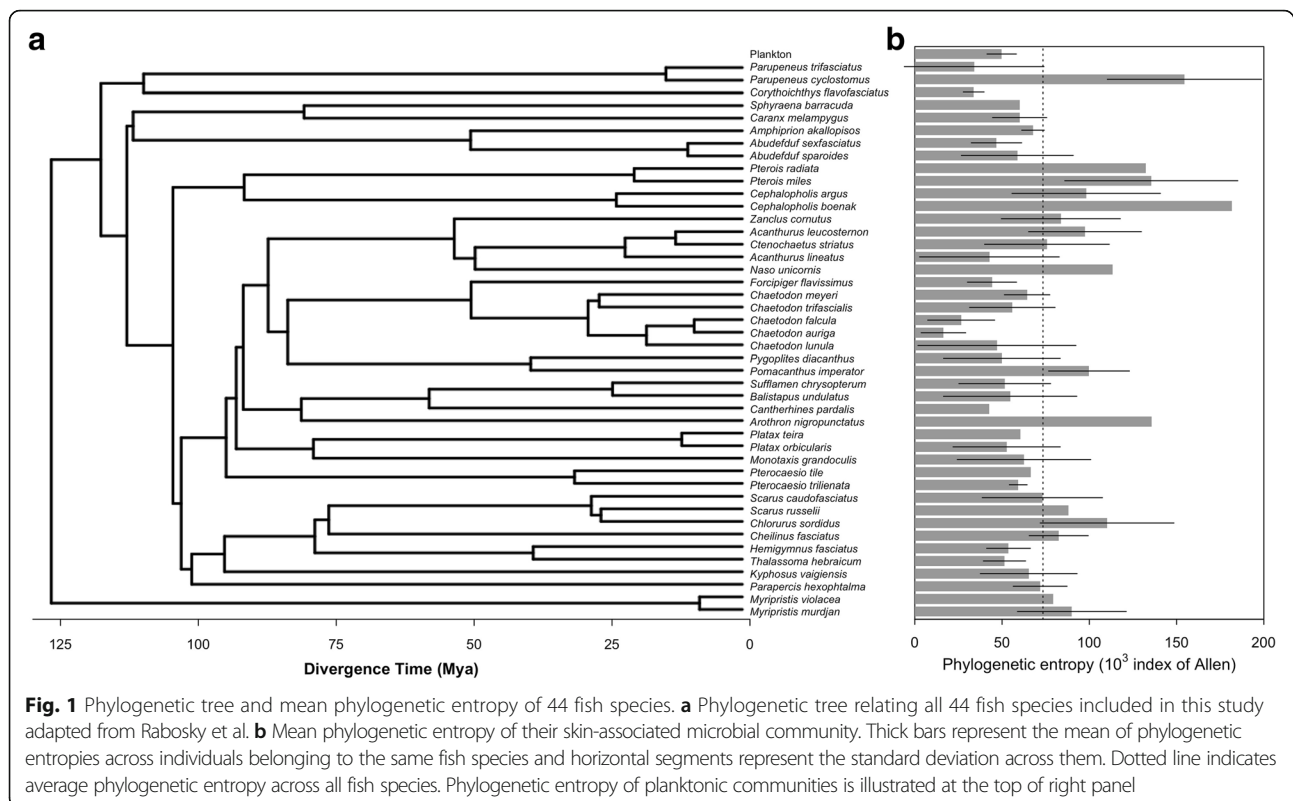 a
b
Plankton
Parupeneus trifasciatus
Parupeneus cyclostomus
Corythoichthys flavofasciatus
Sphyraena barracuda
Caranx melampygus
Amphiprion akallopisos
Abudefduf sexfasciatus
Abudefduf sparoides
Pterois radiata
Pterois miles
Cephalopholis argus
Cephalopholis boenak
Zanclus cornutus
Acanthurus leucosternon
Ctenochaetus striatus
Acanthurus lineatus
Naso unicornis
Forcipiger flavissimus
Chaetodon meyeri
Chaetodon trifascialis
Chaetodon falcula
Chaetodon auriga
Chaetodon lunula
Pygoplites diacanthus
Pomacanthus imperator
Sufflamen chrysopterum
Balistapus undulatus
Cantherhines pardalis
Arothron nigropunctatus
Platax teira
Platax orbicularis
Monotaxis grandoculis
Pterocaesio tile
Pterocaesio trilienata
Scarus caudofasciatus
Scarus russelii
Chlorurus sordidus
Cheilinus fasciatus
Hemigymnus fasciatus
Thalassoma hebraicum
Kyphosus vaigiensis
Parapercis hexophtalma
Myripristis violacea
Myripristis murdjan
125 100 75 50 25 0
Divergence Time (Mya)
0 50 100 150 200
Phylogenetic entropy (10³ index of Allen)
Fig. 1 Phylogenetic tree and mean phylogenetic entropy of 44 fish species. a Phylogenetic tree relating all 44 fish species included in this study
adapted from Rabosky et al. b Mean phylogenetic entropy of their skin-associated microbial community. Thick bars represent the mean of phylogenetic
entropies across individuals belonging to the same fish species and horizontal segments represent the standard deviation across them. Dotted line indicates
average phylogenetic entropy across all fish species. Phylogenetic entropy of planktonic communities is illustrated at the top of right panel